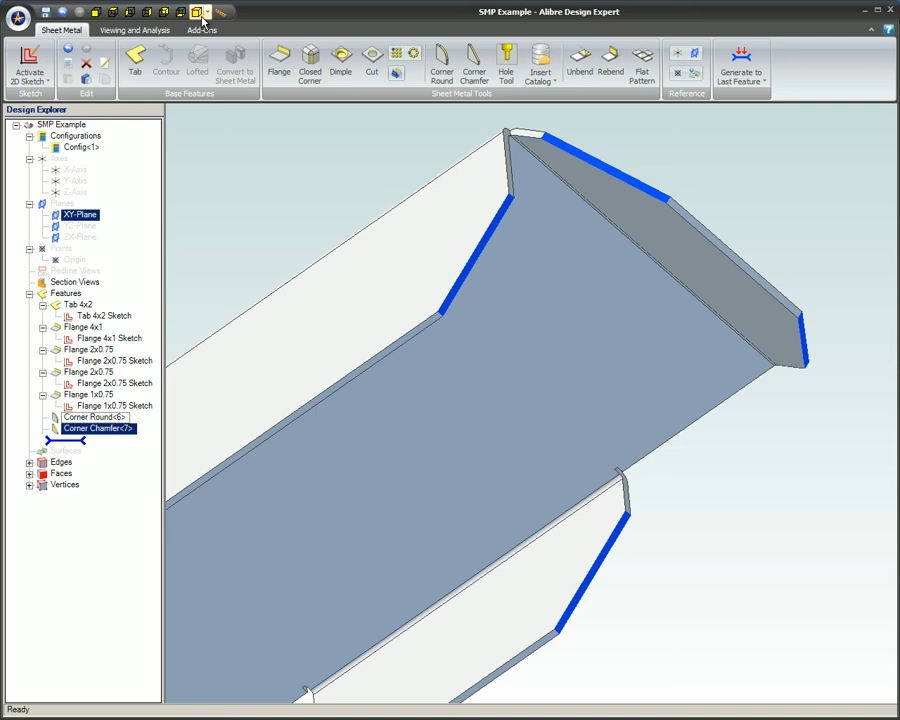 SMP Example - Alibre Design Expert
Sheet Metal Viewing and Analysis Add-Ons
Activate 2D Sketch
Sketch
Edit
Tab Contour Lofted Convert to Sheet Metal
Base Features
Flange Closed Corner Dimple Cut Corner Round Corner Chamfer Hole Tool Insert Catalog Unbend Rebend Flat Pattern
Sheet Metal Tools
Reference
Generate to Last Feature
Design Explorer
SMP Example
Configurations
Config<1>
Axes
X-Axis
Y-Axis
Z-Axis
Planes
XY-Plane
YZ-Plane
ZX-Plane
Points
Origin
Redline Views
Section Views
Features
Tab 4x2
Tab 4x2 Sketch
Flange 4x1
Flange 4x1 Sketch
Flange 2x0.75
Flange 2x0.75 Sketch
Flange 2x0.75
Flange 2x0.75 Sketch
Flange 1x0.75
Flange 1x0.75 Sketch
Corner Round<6>
Corner Chamfer<7>
Surfaces
Edges
Faces
Vertices
Ready